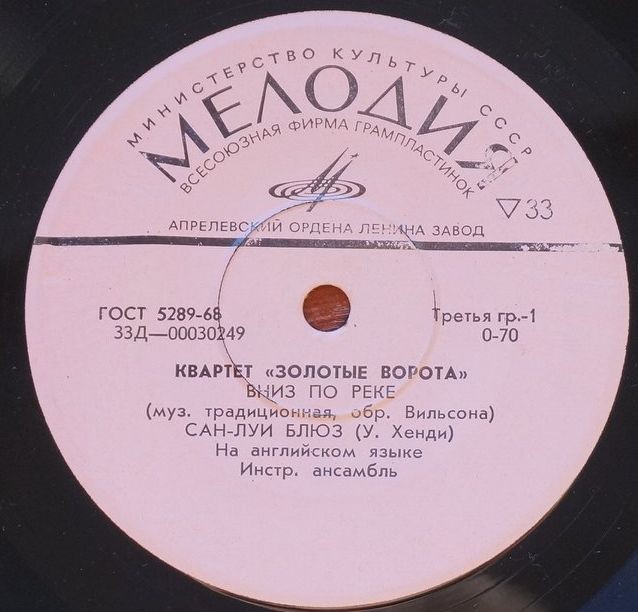 МИНИСТЕРСТВО КУЛЬТУРЫ СССР
МЕЛОДИЯ
ВСЕСОЮЗНАЯ ФИРМА ГРАМПЛАСТИНОК
33
АПРЕЛЕВСКИЙ ОРДЕНА ЛЕНИНА ЗАВОД
ГОСТ 5289-68 Третья гр.-1
33Д—00030249 0-70
КВАРТЕТ «ЗОЛОТЫЕ ВОРОТА»
ВНИЗ ПО РЕКЕ
(муз. традиционная, обр. Вильсона)
САН-ЛУИ БЛЮЗ (У. Хенди)
На английском языке
Инстр. ансамбль